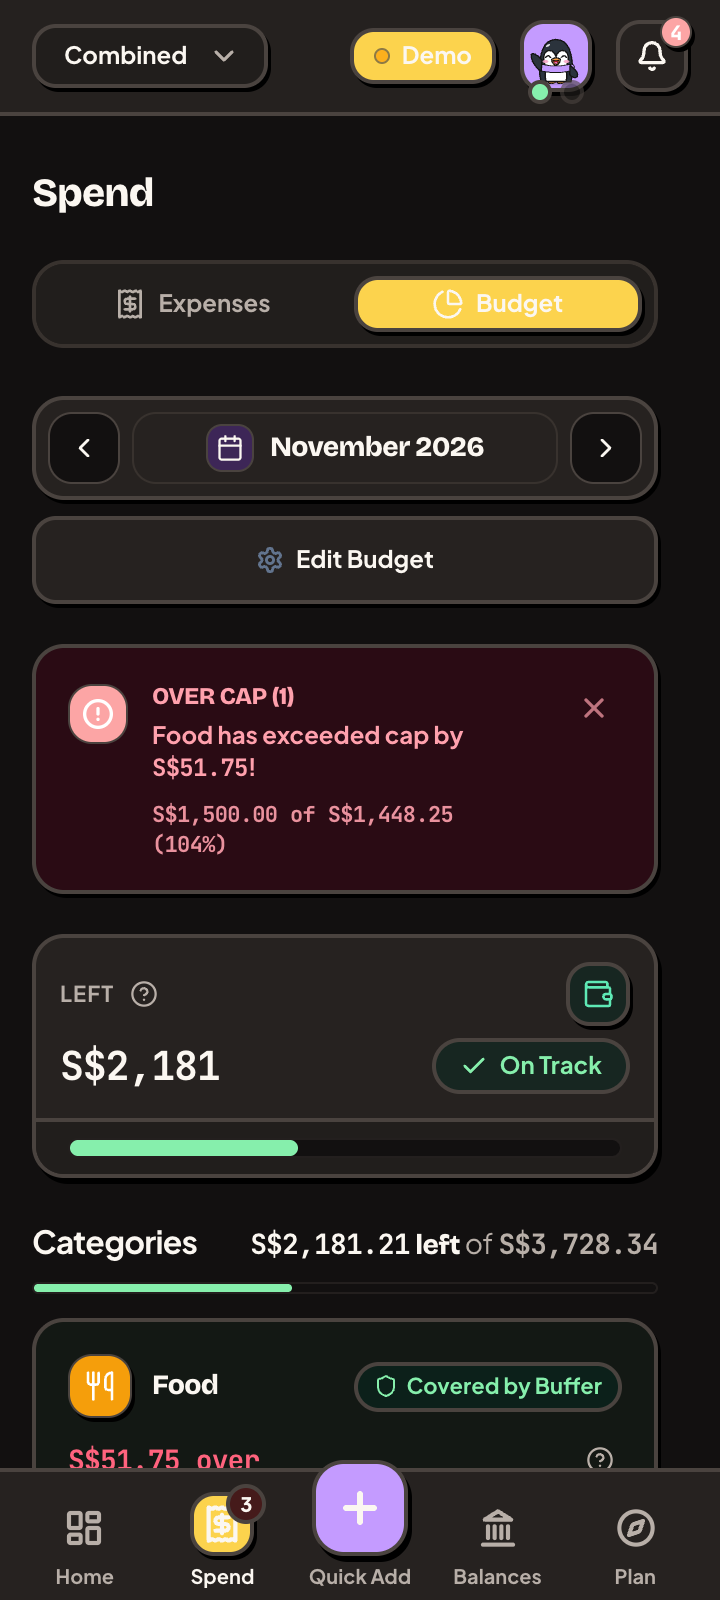 Combined
Demo
4
Spend
Expenses
Budget
November 2026
Edit Budget
OVER CAP (1)
Food has exceeded cap by
S$51.75!
S$1,500.00 of S$1,448.25
(104%)
LEFT
S$2,181
On Track
Categories
S$2,181.21 left of S$3,728.34
Food
Covered by Buffer
S$51.75 over
3
Home
Spend
Quick Add
Balances
Plan